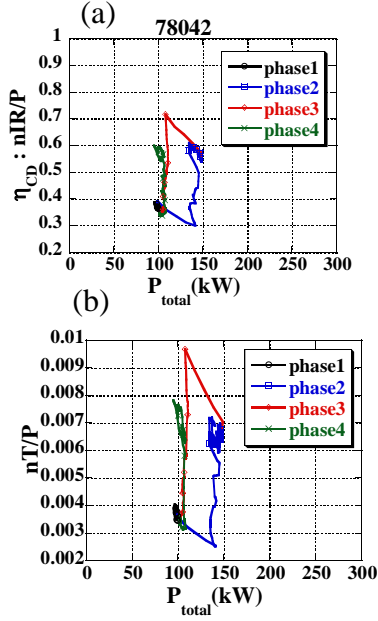 (a)
78042
1
0.9
0.8
0.7
0.6
0.5
0.4
0.3
0.2
η_CD : nIR/P
phase1
phase2
phase3
phase4
0 50 100 150 200 250 300
P_total(kW)
(b)
0.01
0.009
0.008
0.007
0.006
0.005
0.004
0.003
0.002
nT/P
phase1
phase2
phase3
phase4
0 50 100 150 200 250 300
P_total(kW)